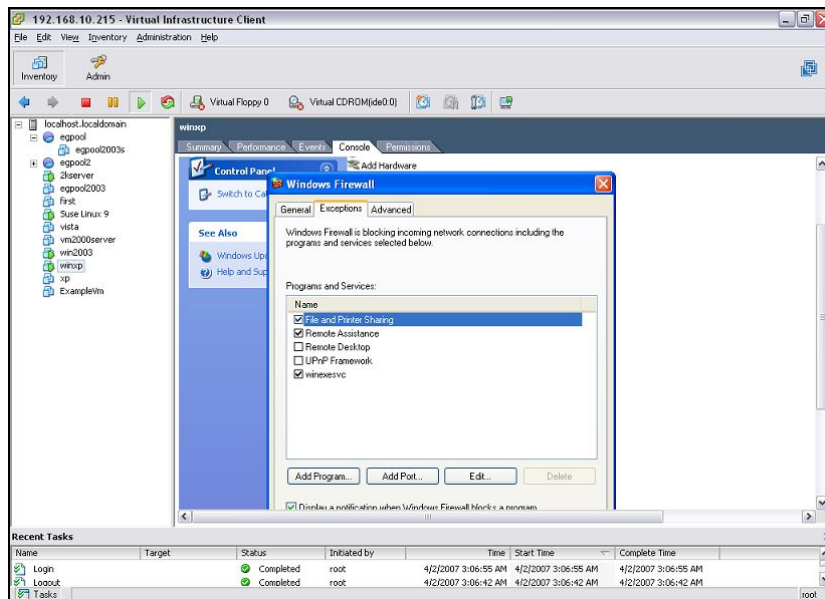 192.168.10.215 - Virtual Infrastructure Client
File Edit View Inventory Administration Help
Inventory Admin
Virtual Floppy 0 Virtual CDROM(ide0:0)
localhost.localdomain
egpool
egpool2003s
egpool2
2kserver
egpool2003
first
Suse Linux 9
vista
vm2000server
win2003
winxp
xp
ExampleVm
winxp
Summary Performance Events Console Permissions
Control Panel
Add Hardware
Switch to Ca
See Also
Windows Upd
Help and Sup
Windows Firewall
General Exceptions Advanced
Windows Firewall is blocking incoming network connections including the
programs and services selected below.
Programs and Services:
Name
File and Printer Sharing
Remote Assistance
Remote Desktop
UPnP Framework
winexesvc
Add Program... Add Port... Edit... Delete
Display a notification when Windows Firewall blocks a program
Recent Tasks
Name Target Status Initiated by Time Start Time Complete Time
Login Completed root 4/2/2007 3:06:55 AM 4/2/2007 3:06:55 AM 4/2/2007 3:06:55 AM
Logout Completed root 4/2/2007 3:06:42 AM 4/2/2007 3:06:42 AM 4/2/2007 3:06:42 AM
Tasks root